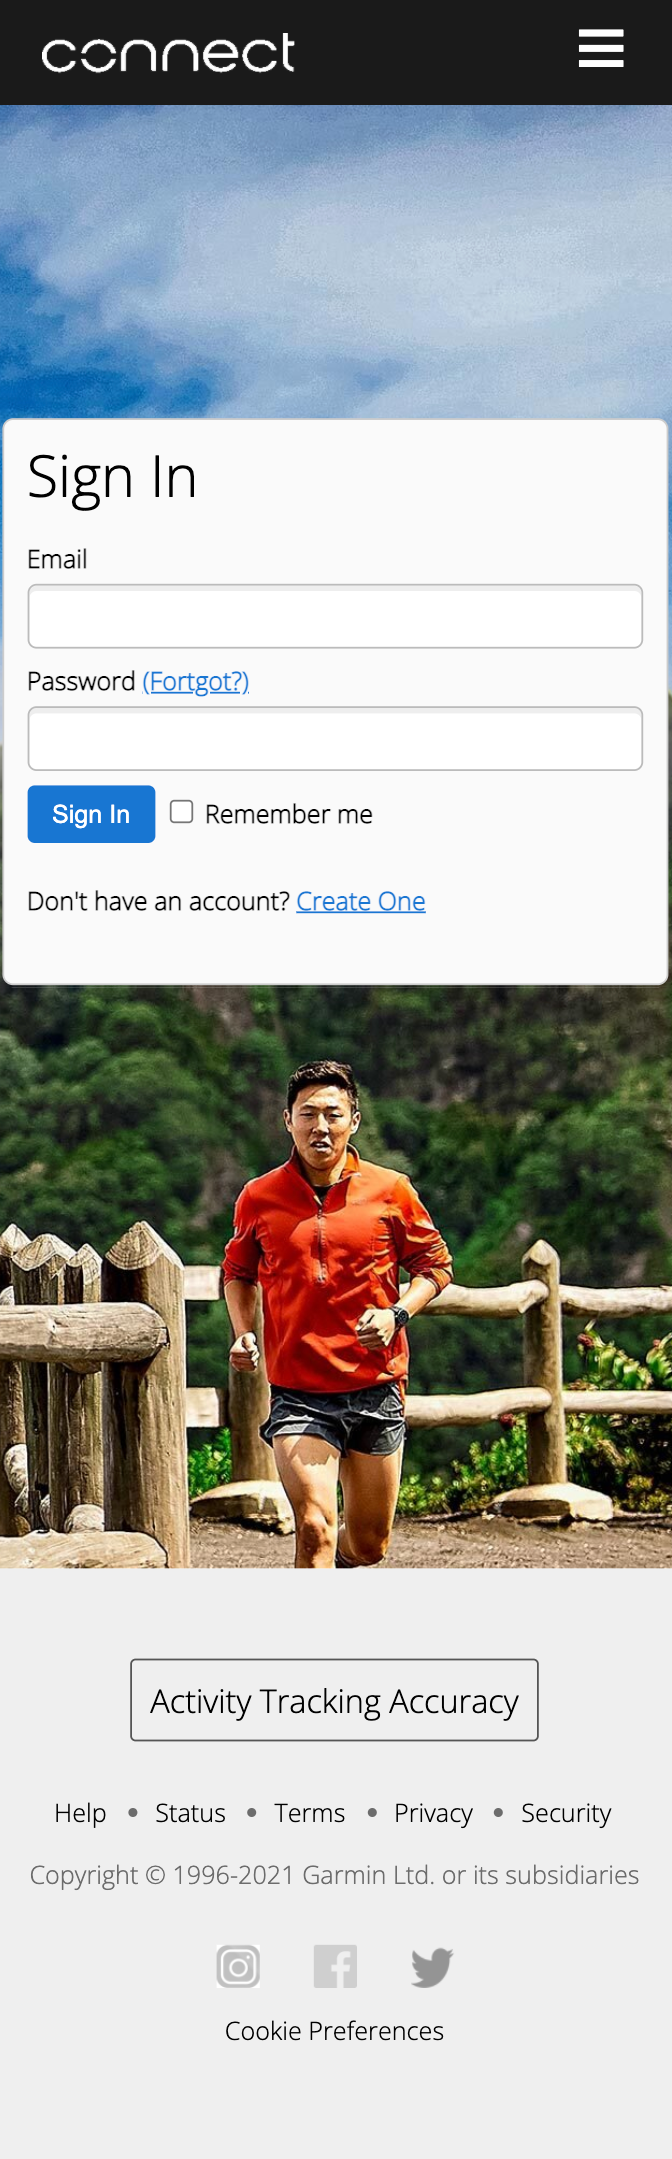 connect
Sign In
Email
Password (Fortgot?)
Sign In Remember me
Don't have an account? Create One
Activity Tracking Accuracy
Help • Status • Terms • Privacy • Security
Copyright © 1996-2021 Garmin Ltd. or its subsidiaries
Cookie Preferences